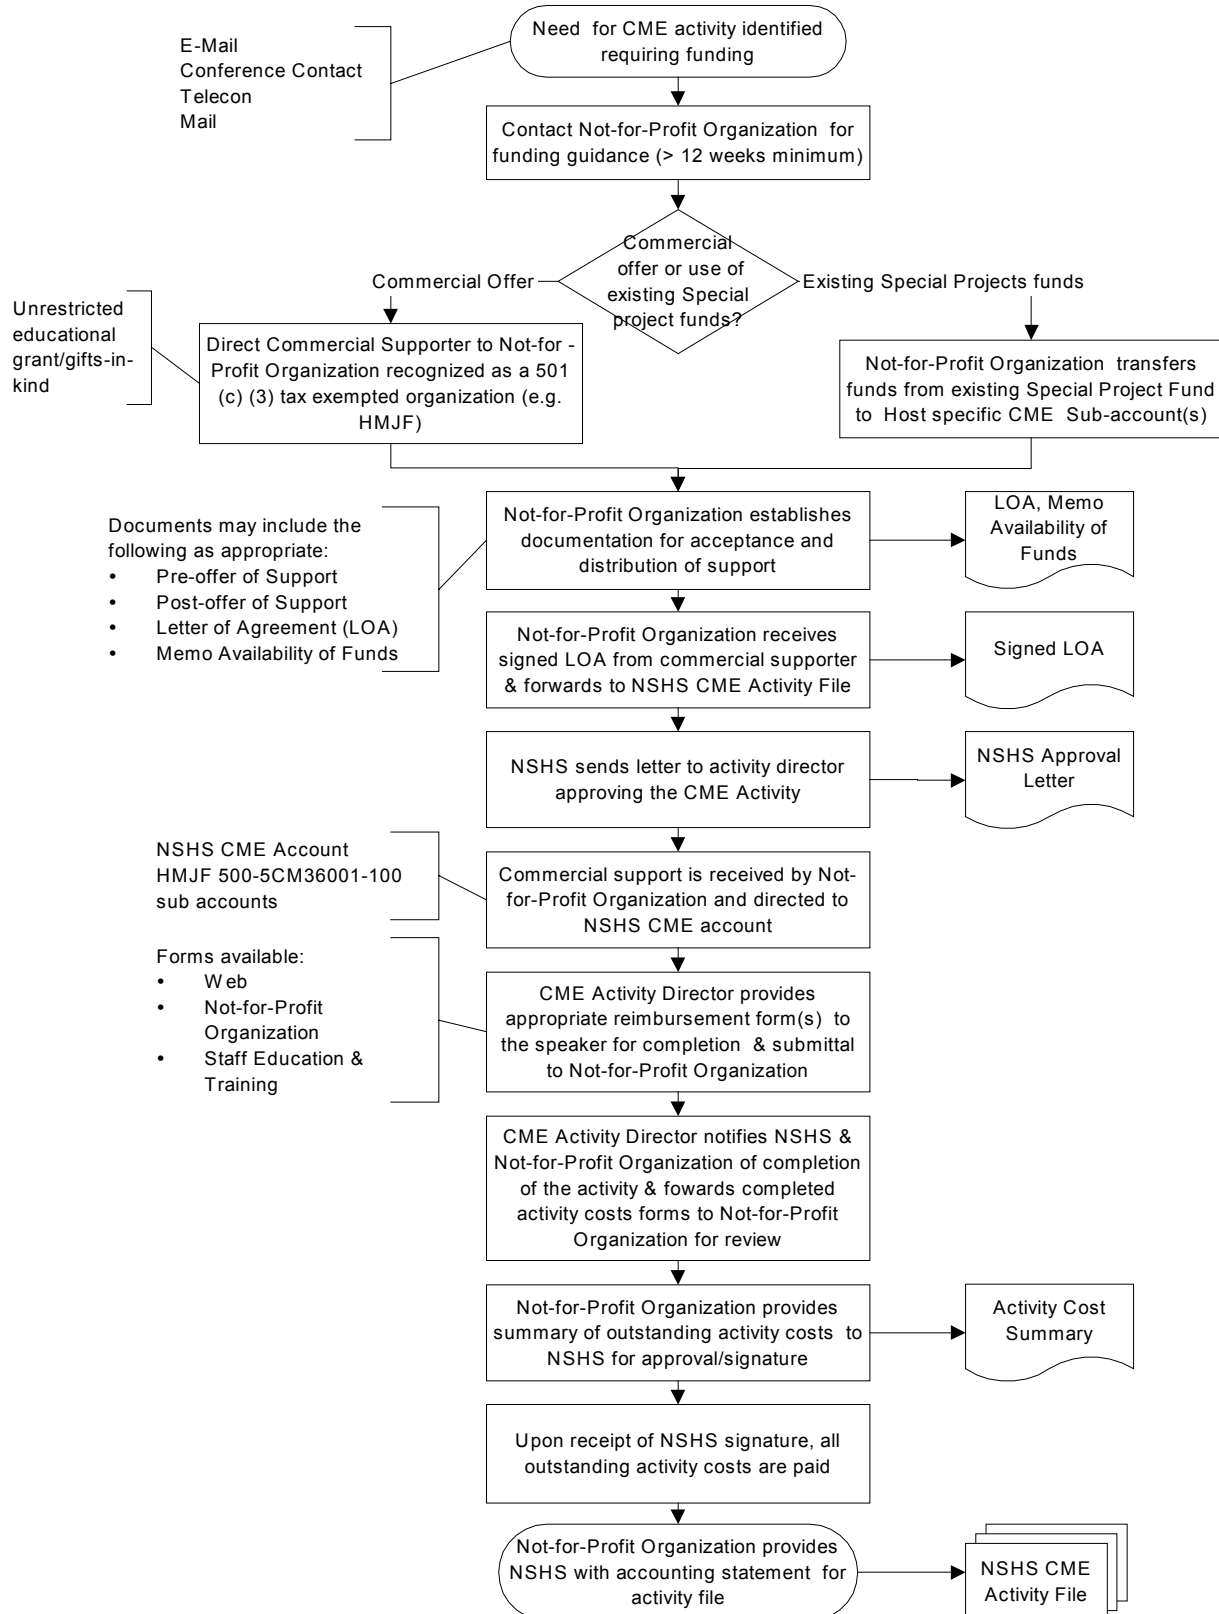 E-Mail
Conference Contact
Telecon
Mail
Need for CME activity identified
requiring funding
Contact Not-for-Profit Organization for
funding guidance (> 12 weeks minimum)
Commercial
offer or use of
existing Special
project funds?
Commercial Offer
Existing Special Projects funds
Unrestricted
educational
grant/gifts-in-
kind
Direct Commercial Supporter to Not-for -
Profit Organization recognized as a 501
(c) (3) tax exempted organization (e.g.
HMJF)
Not-for-Profit Organization transfers
funds from existing Special Project Fund
to Host specific CME Sub-account(s)
Documents may include the
following as appropriate:
• Pre-offer of Support
• Post-offer of Support
• Letter of Agreement (LOA)
• Memo Availability of Funds
Not-for-Profit Organization establishes
documentation for acceptance and
distribution of support
LOA, Memo
Availability of
Funds
Not-for-Profit Organization receives
signed LOA from commercial supporter
& forwards to NSHS CME Activity File
Signed LOA
NSHS sends letter to activity director
approving the CME Activity
NSHS Approval
Letter
NSHS CME Account
HMJF 500-5CM36001-100
sub accounts
Commercial support is received by Not-
for-Profit Organization and directed to
NSHS CME account
Forms available:
• Web
• Not-for-Profit
Organization
• Staff Education &
Training
CME Activity Director provides
appropriate reimbursement form(s) to
the speaker for completion & submittal
to Not-for-Profit Organization
CME Activity Director notifies NSHS &
Not-for-Profit Organization of completion
of the activity & fowards completed
activity costs forms to Not-for-Profit
Organization for review
Not-for-Profit Organization provides
summary of outstanding activity costs to
NSHS for approval/signature
Activity Cost
Summary
Upon receipt of NSHS signature, all
outstanding activity costs are paid
Not-for-Profit Organization provides
NSHS with accounting statement for
activity file
NSHS CME
Activity File